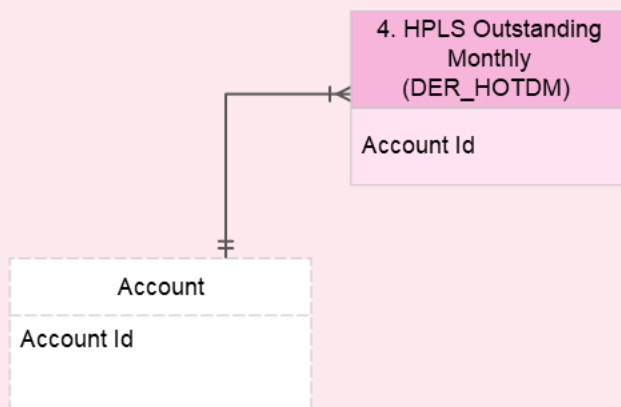 4. HPLS Outstanding
Monthly
(DER_HOTDM)
Account Id
Account
Account Id